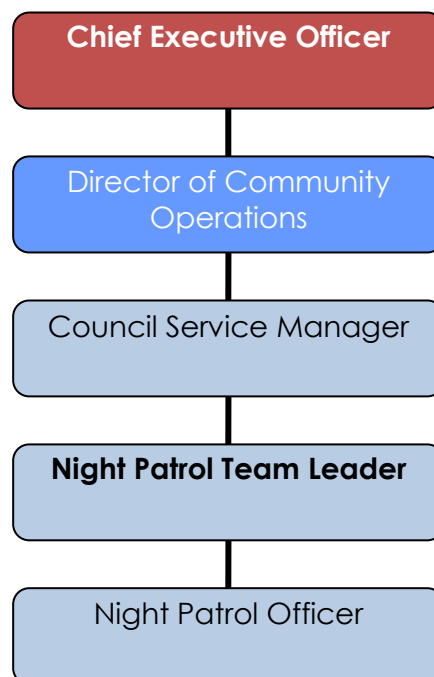 Chief Executive Officer
Director of Community
Operations
Council Service Manager
Night Patrol Team Leader
Night Patrol Officer